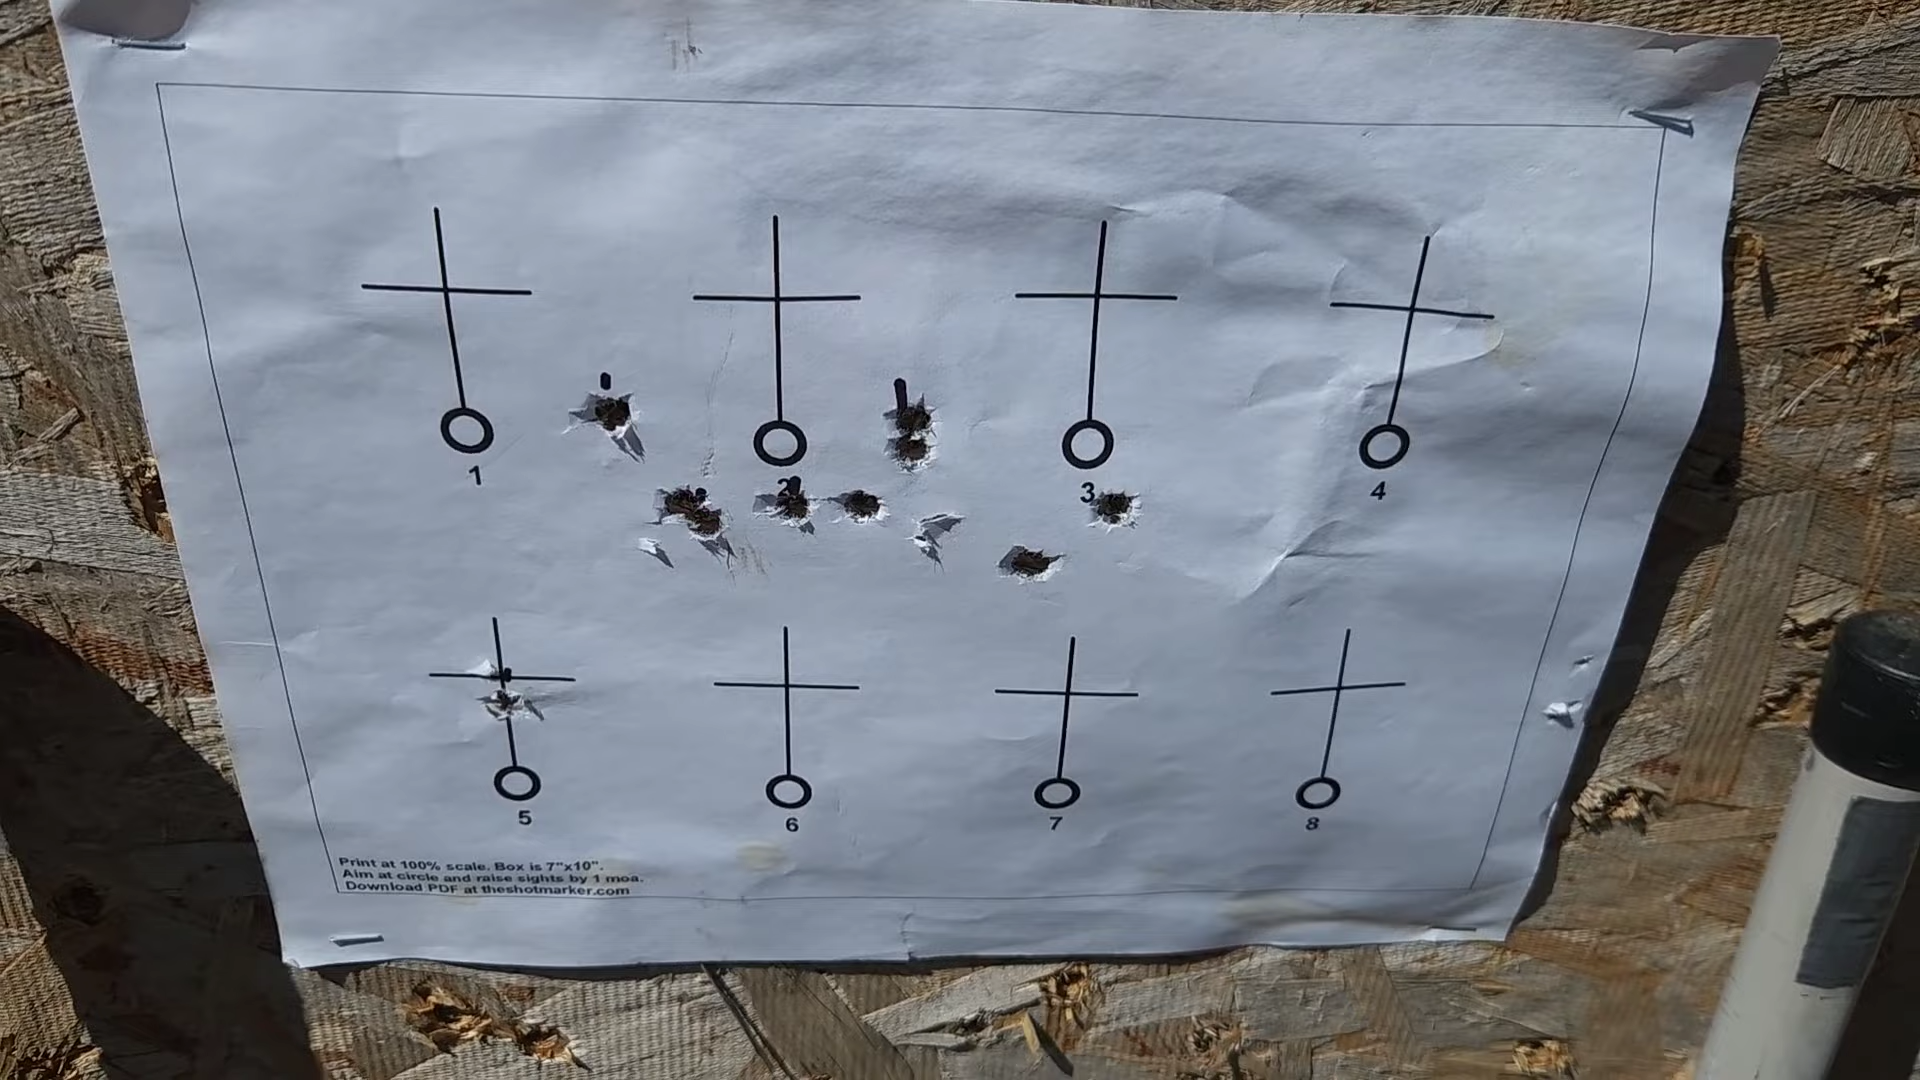 1
2
3
4
5
6
7
8
Print at 100% scale. Box is 7"x10".
Aim at circle and raise sights by 1 moa.
Download PDF at theshotmarker.com